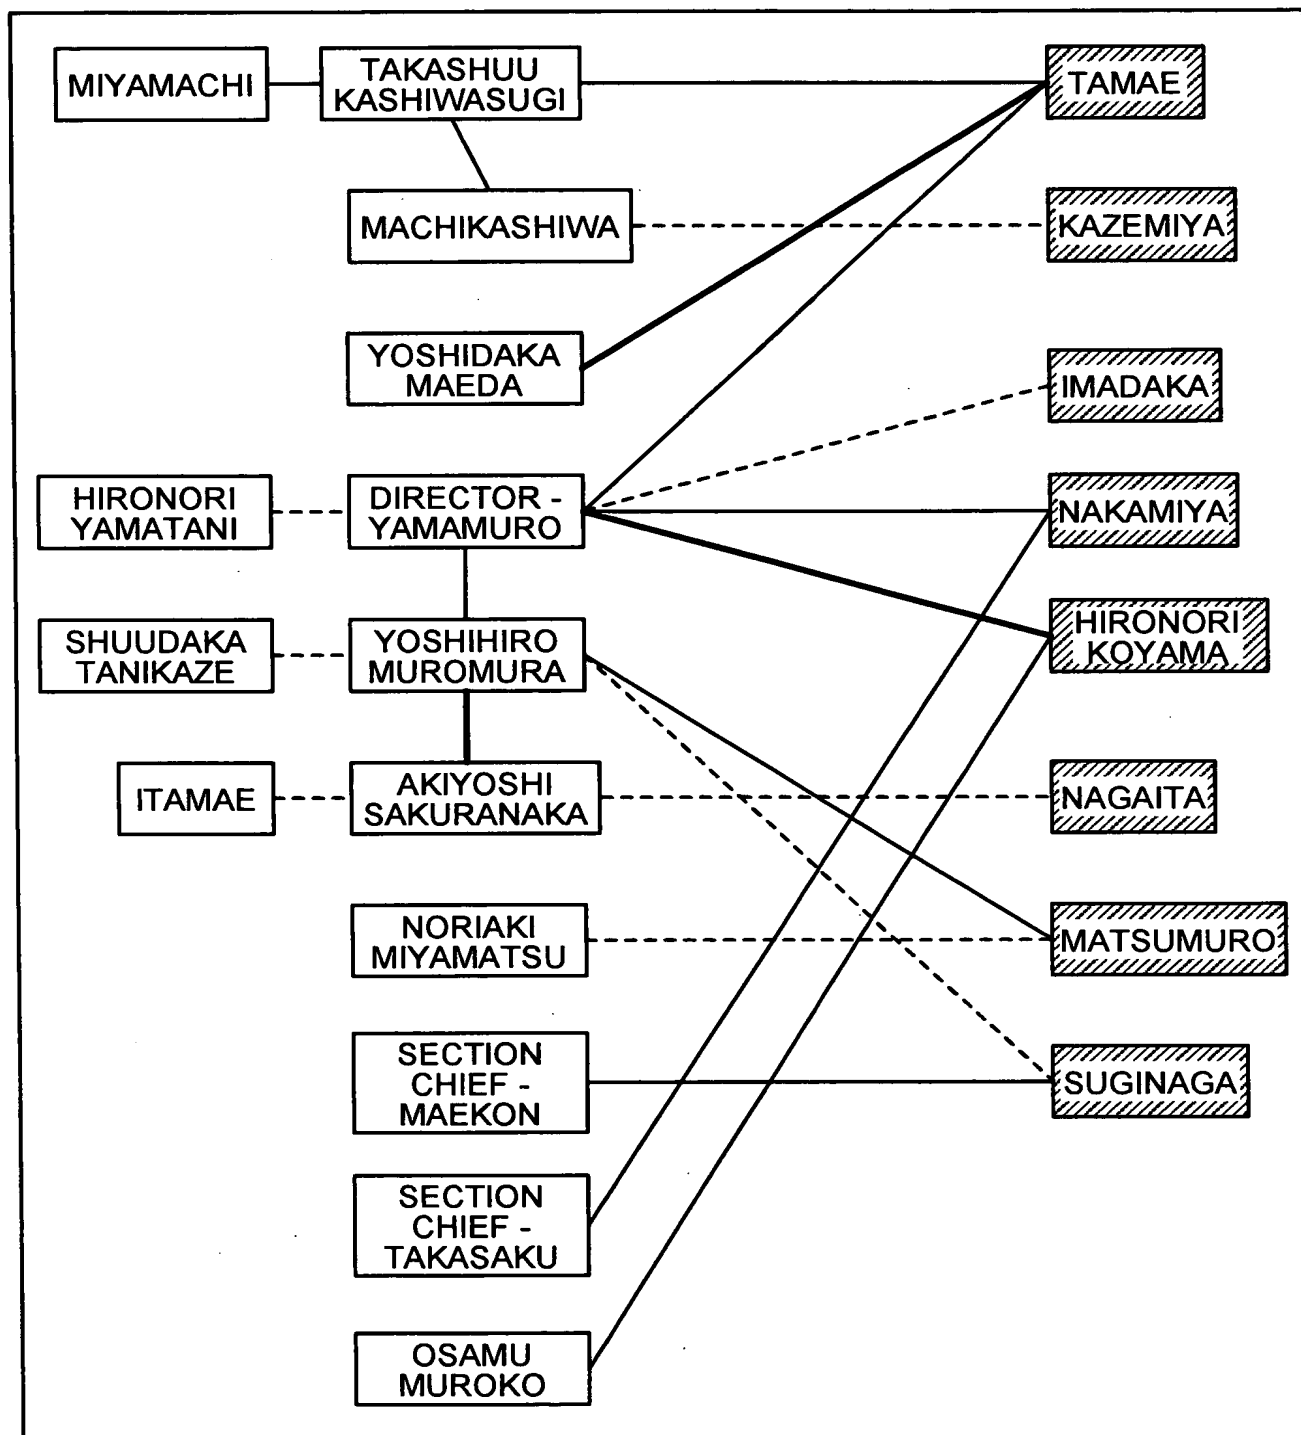 MIYAMACHI
TAKASHUU
KASHIWASUGI
TAMAE
MACHIKASHIWA
KAZEMIYA
YOSHIDAKA
MAEDA
IMADAKA
HIRONORI
YAMATANI
DIRECTOR -
YAMAMURO
NAKAMIYA
SHUUDAKA
TANIKAZE
YOSHIHIRO
MUROMURA
HIRONORI
KOYAMA
ITAMAE
AKIYOSHI
SAKURANAKA
NAGAITA
NORIAKI
MIYAMATSU
MATSUMURO
SECTION
CHIEF -
MAEKON
SUGINAGA
SECTION
CHIEF -
TAKASAKU
OSAMU
MUROKO